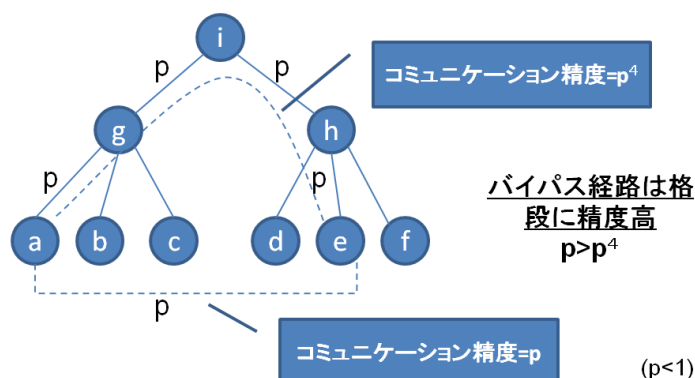 i
p
p
コミュニケーション精度=p⁴
g
h
p
p
バイパス経路は格
段に精度高
p>p⁴
a
b
c
d
e
f
p
コミュニケーション精度=p
(p<1)